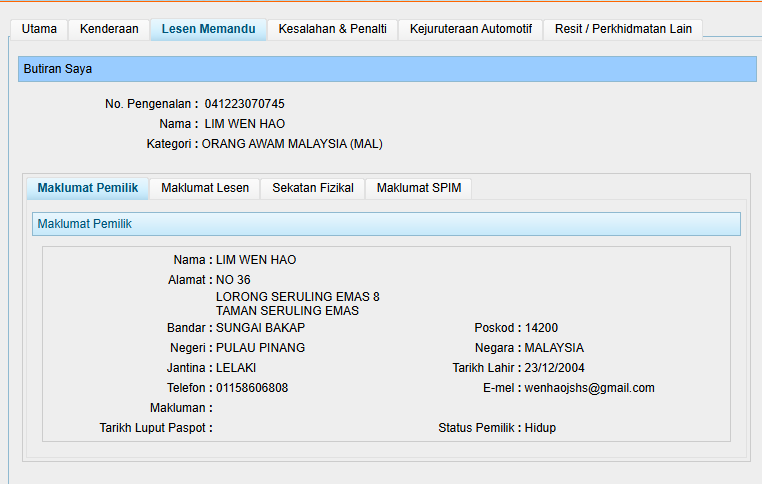 Utama Kenderaan Lesen Memandu Kesalahan & Penalti Kejuruteraan Automotif Resit / Perkhidmatan Lain
Butiran Saya
No. Pengenalan : 041223070745
Nama : LIM WEN HAO
Kategori : ORANG AWAM MALAYSIA (MAL)
Maklumat Pemilik Maklumat Lesen Sekatan Fizikal Maklumat SPIM
Maklumat Pemilik
Nama : LIM WEN HAO
Alamat : NO 36
LORONG SERULING EMAS 8
TAMAN SERULING EMAS
Bandar : SUNGAI BAKAP Poskod : 14200
Negeri : PULAU PINANG Negara : MALAYSIA
Jantina : LELAKI Tarikh Lahir : 23/12/2004
Telefon : 01158606808 E-mel : wenhaojshs@gmail.com
Makluman :
Tarikh Luput Paspot : Status Pemilik : Hidup